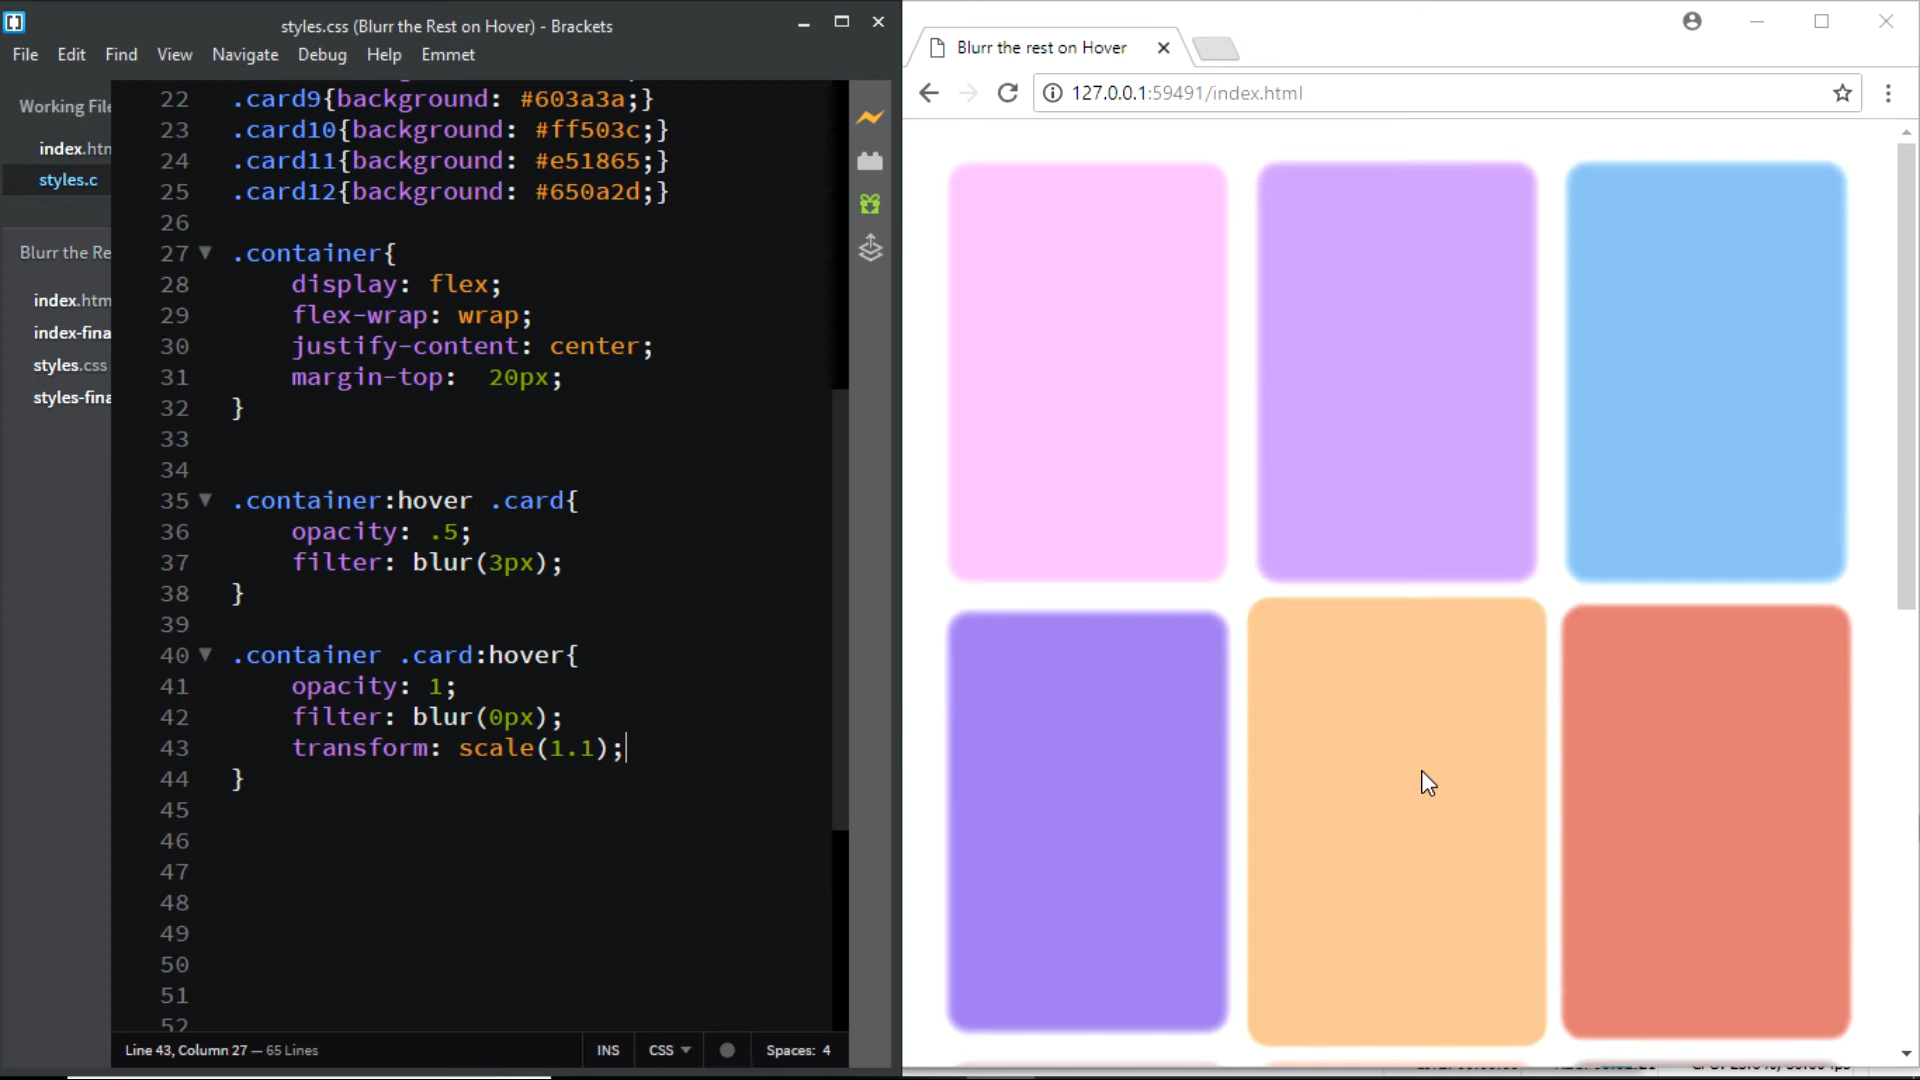 styles.css (Blurr the Rest on Hover) - Brackets
File Edit Find View Navigate Debug Help Emmet
Working File
index.htm
styles.c
Blurr the Re
index.htm
index-fina
styles.css
styles-fina
22 .card9{background: #603a3a;}
23 .card10{background: #ff503c;}
24 .card11{background: #e51865;}
25 .card12{background: #650a2d;}
26
27 .container{
28 display: flex;
29 flex-wrap: wrap;
30 justify-content: center;
31 margin-top: 20px;
32 }
33
34
35 .container:hover .card{
36 opacity: .5;
37 filter: blur(3px);
38 }
39
40 .container .card:hover{
41 opacity: 1;
42 filter: blur(0px);
43 transform: scale(1.1);
44 }
45
46
47
48
49
50
51
52
Line 43, Column 27 — 65 Lines
INS CSS Spaces: 4
Blurr the rest on Hover
127.0.0.1:59491/index.html